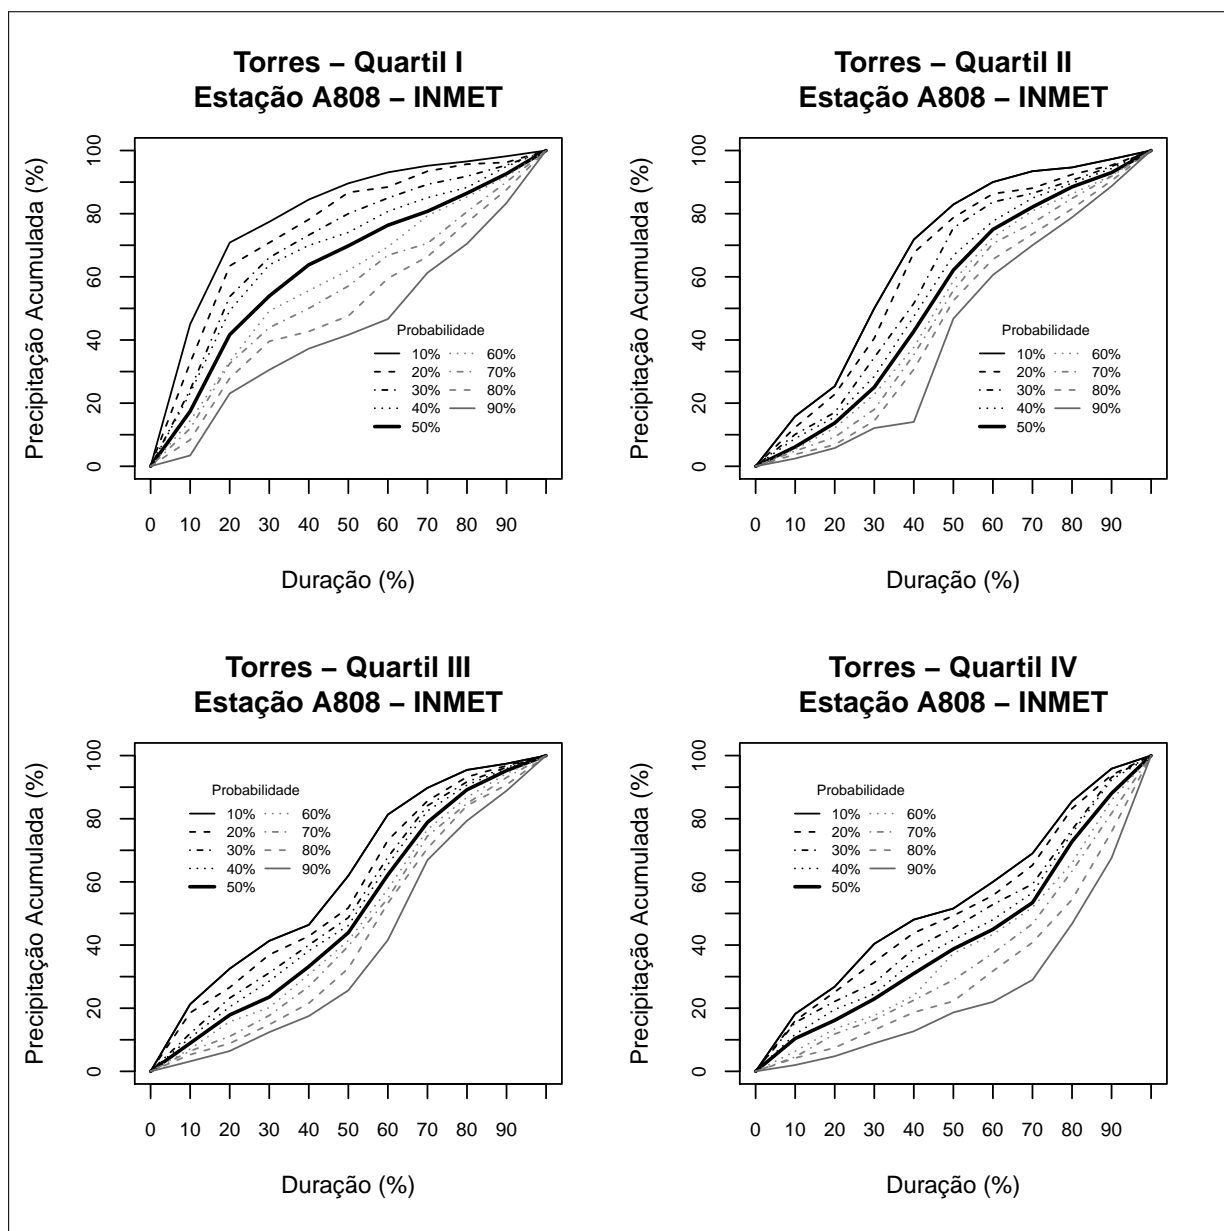 Torres – Quartil I
Estação A808 – INMET
Precipitação Acumulada (%)
100
80
60
40
20
0
Probabilidade
10% 60%
20% 70%
30% 80%
40% 90%
50%
0 10 20 30 40 50 60 70 80 90
Duração (%)
Torres – Quartil II
Estação A808 – INMET
Precipitação Acumulada (%)
100
80
60
40
20
0
Probabilidade
10% 60%
20% 70%
30% 80%
40% 90%
50%
0 10 20 30 40 50 60 70 80 90
Duração (%)
Torres – Quartil III
Estação A808 – INMET
Precipitação Acumulada (%)
100
80
60
40
20
0
Probabilidade
10% 60%
20% 70%
30% 80%
40% 90%
50%
0 10 20 30 40 50 60 70 80 90
Duração (%)
Torres – Quartil IV
Estação A808 – INMET
Precipitação Acumulada (%)
100
80
60
40
20
0
Probabilidade
10% 60%
20% 70%
30% 80%
40% 90%
50%
0 10 20 30 40 50 60 70 80 90
Duração (%)